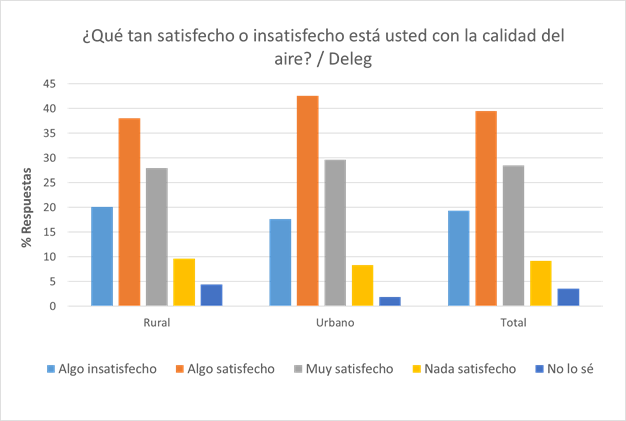 ¿Qué tan satisfecho o insatisfecho está usted con la calidad del
aire? / Deleg
45
40
35
30
25
20
15
10
5
0
% Respuestas
Rural Urbano Total
Algo insatisfecho Algo satisfecho Muy satisfecho Nada satisfecho No lo sé